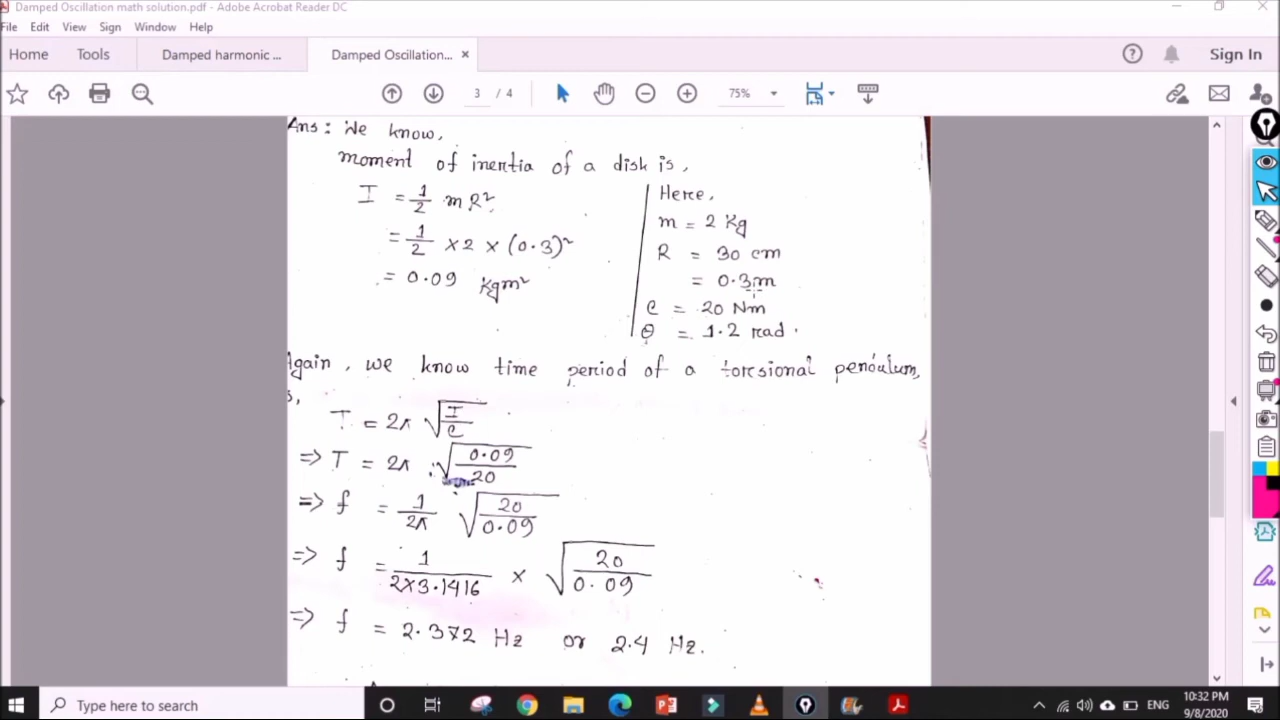 Damped Oscillation math solution.pdf - Adobe Acrobat Reader DC
File Edit View Sign Window Help
Home Tools Damped harmonic ... Damped Oscillation... × Sign In
3 / 4 75%
Ans: We know,
moment of inertia of a disk is,
I = 1/2 m R²
= 1/2 × 2 × (0.3)²
= 0.09 Kgm²
Here,
m = 2 Kg
R = 30 cm
= 0.3m
C = 20 Nm
θ = 1.2 rad.
Again, we know time period of a torsional pendulum,
s,
T = 2π √(I/C)
=> T = 2π √(0.09/20)
=> f = 1/2π √(20/0.09)
=> f = 1/(2×3.1416) × √(20/0.09)
=> f = 2.372 Hz or 2.4 Hz.
Type here to search
ENG
10:32 PM
9/8/2020